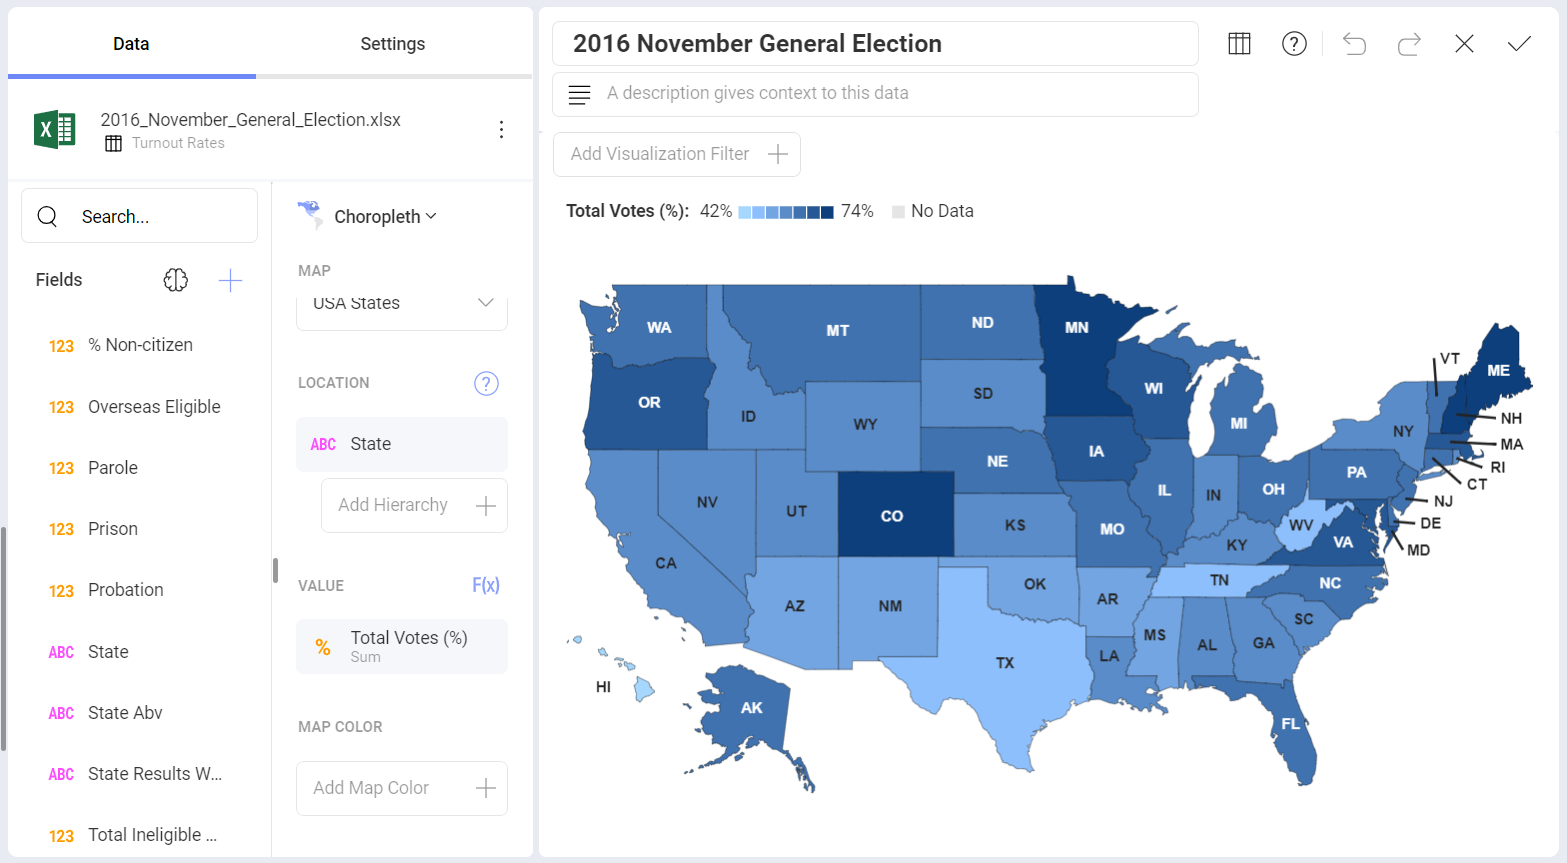 Data
Settings
2016_November_General_Election.xlsx
Turnout Rates
Search...
Fields
123 % Non-citizen
123 Overseas Eligible
123 Parole
123 Prison
123 Probation
ABC State
ABC State Abv
ABC State Results W...
123 Total Ineligible ...
Choropleth
MAP
USA States
LOCATION
?
ABC State
Add Hierarchy
VALUE
F(x)
% Total Votes (%)
Sum
MAP COLOR
Add Map Color
2016 November General Election
?
A description gives context to this data
Add Visualization Filter
Total Votes (%): 42% 74% No Data
WA
MT
ND
MN
VT
ME
OR
ID
WY
SD
WI
MI
NY
NH
MA
RI
CT
NV
UT
CO
NE
IA
IL
IN
OH
PA
NJ
DE
MD
CA
KS
MO
KY
WV
VA
AZ
NM
OK
AR
TN
NC
TX
LA
MS
AL
GA
SC
HI
AK
FL